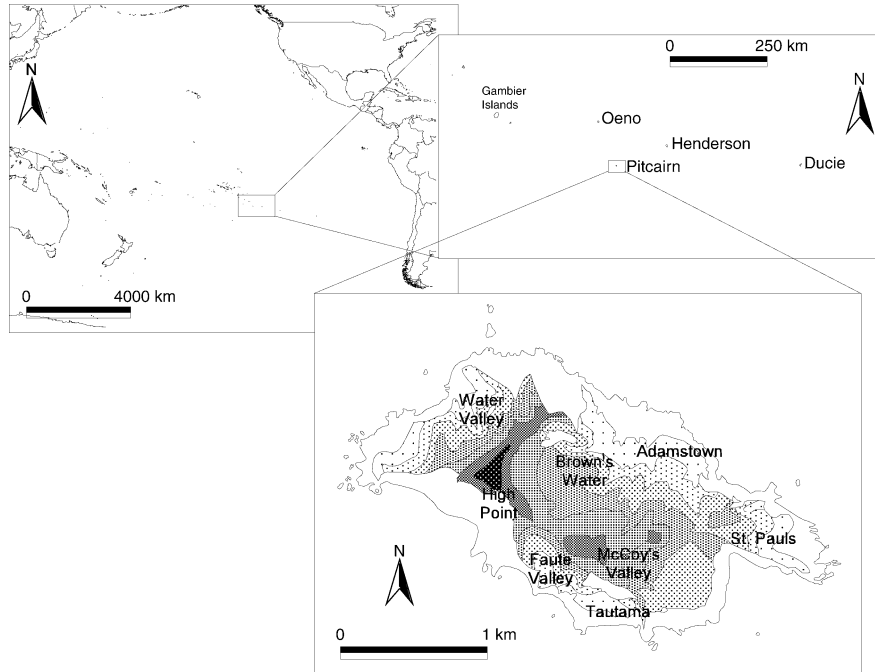 N
0 4000 km
0 250 km
N
Gambier
Islands
Oeno
Henderson
Pitcairn
Ducie
Water
Valley
Adamstown
Brown's
Water
High
Point
St. Pauls
McCoy's
Valley
Faute
Valley
Tautama
N
0 1 km